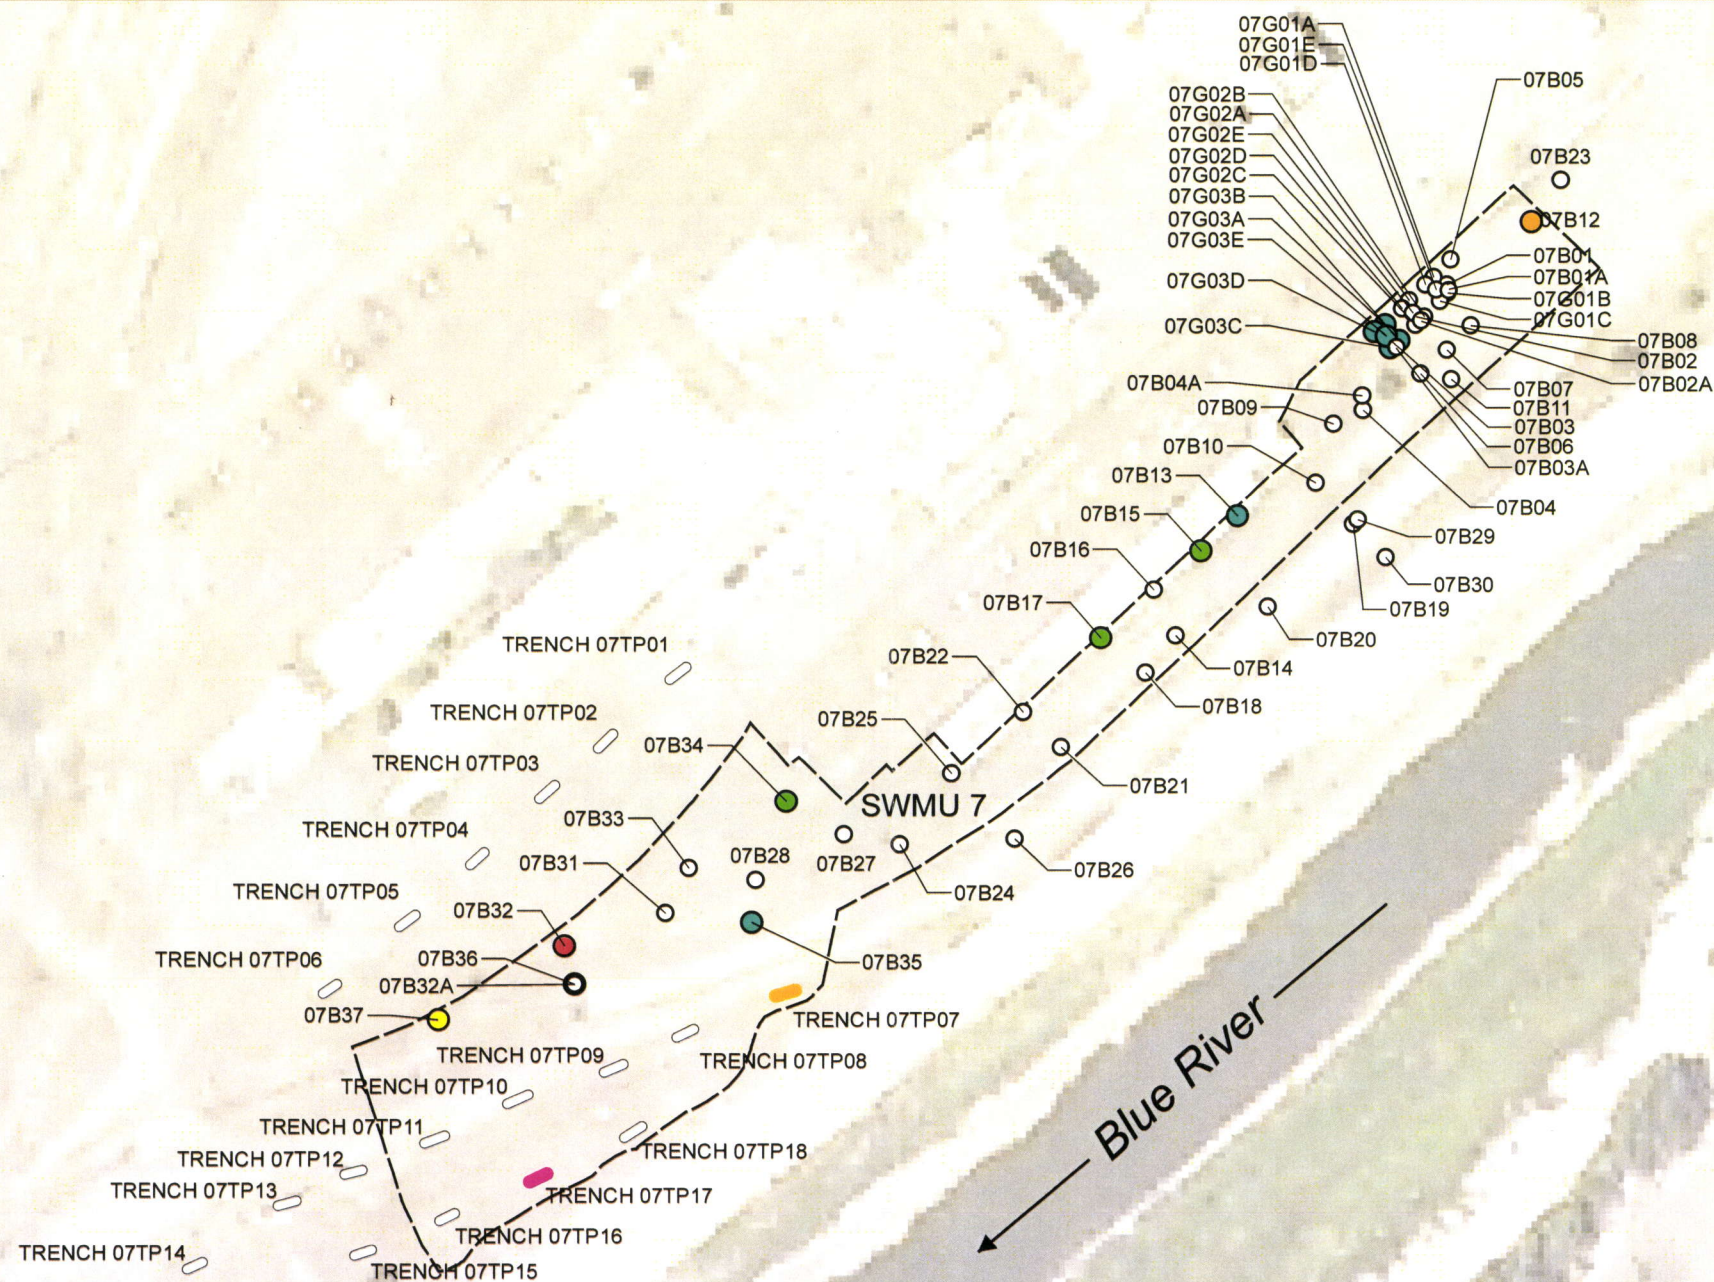 07G01A
07G01E
07G01D
07B05
07G02B
07G02A
07G02E
07G02D
07G02C
07G03B
07G03A
07G03E
07G03D
07G03C
07B23
07B12
07B01
07B01A
07G01B
07G01C
07B08
07B02
07B02A
07B07
07B11
07B03
07B06
07B03A
07B04
07B04A
07B09
07B10
07B13
07B15
07B16
07B17
07B29
07B30
07B19
07B20
07B14
07B18
07B22
07B25
07B21
07B34
07B33
07B31
07B28
07B27
SWMU 7
07B24
07B26
07B32
07B36
07B32A
07B37
07B35
TRENCH 07TP01
TRENCH 07TP02
TRENCH 07TP03
TRENCH 07TP04
TRENCH 07TP05
TRENCH 07TP06
TRENCH 07TP07
TRENCH 07TP08
TRENCH 07TP09
TRENCH 07TP10
TRENCH 07TP11
TRENCH 07TP12
TRENCH 07TP13
TRENCH 07TP14
TRENCH 07TP15
TRENCH 07TP16
TRENCH 07TP17
TRENCH 07TP18
Blue River